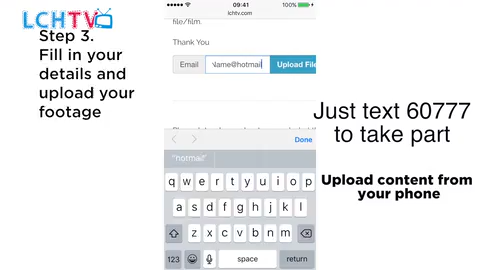 LCHTV
Step 3.
Fill in your
details and
upload your
footage
09:41
lchtv.com
file/film.
Thank You
Email Name@hotmail Upload File
Done
"hotmail"
q w e r t y u i o p
a s d f g h j k l
z x c v b n m
123 space return
Just text 60777
to take part
Upload content from
your phone